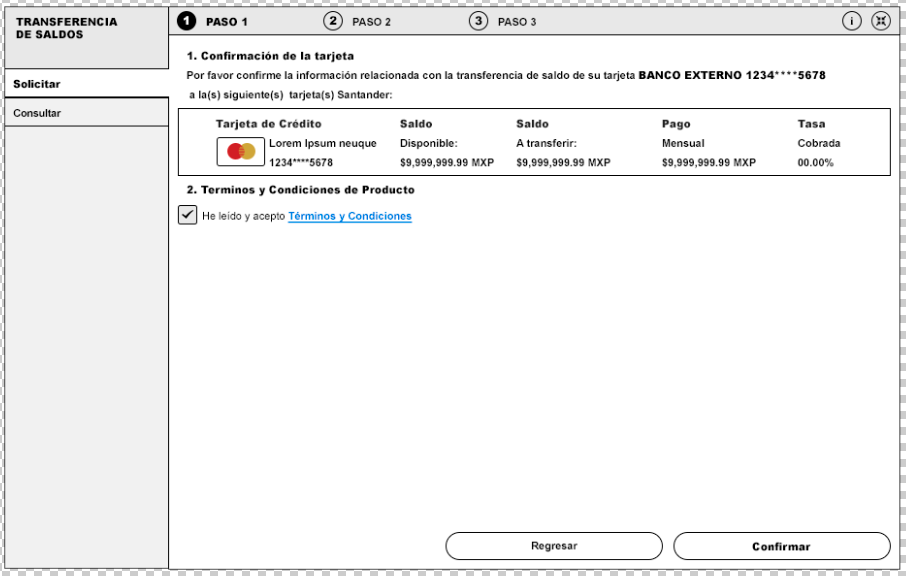 TRANSFERENCIA
DE SALDOS
1 PASO 1
2 PASO 2
3 PASO 3
i
Solicitar
Consultar
1. Confirmación de la tarjeta
Por favor confirme la información relacionada con la transferencia de saldo de su tarjeta BANCO EXTERNO 1234****5678
a la(s) siguiente(s) tarjeta(s) Santander:
Tarjeta de Crédito Saldo Saldo Pago Tasa
Lorem Ipsum neuque Disponible: A transferir: Mensual Cobrada
1234****5678 $9,999,999.99 MXP $9,999,999.99 MXP $9,999,999.99 MXP 00.00%
2. Terminos y Condiciones de Producto
He leído y acepto Términos y Condiciones
Regresar
Confirmar